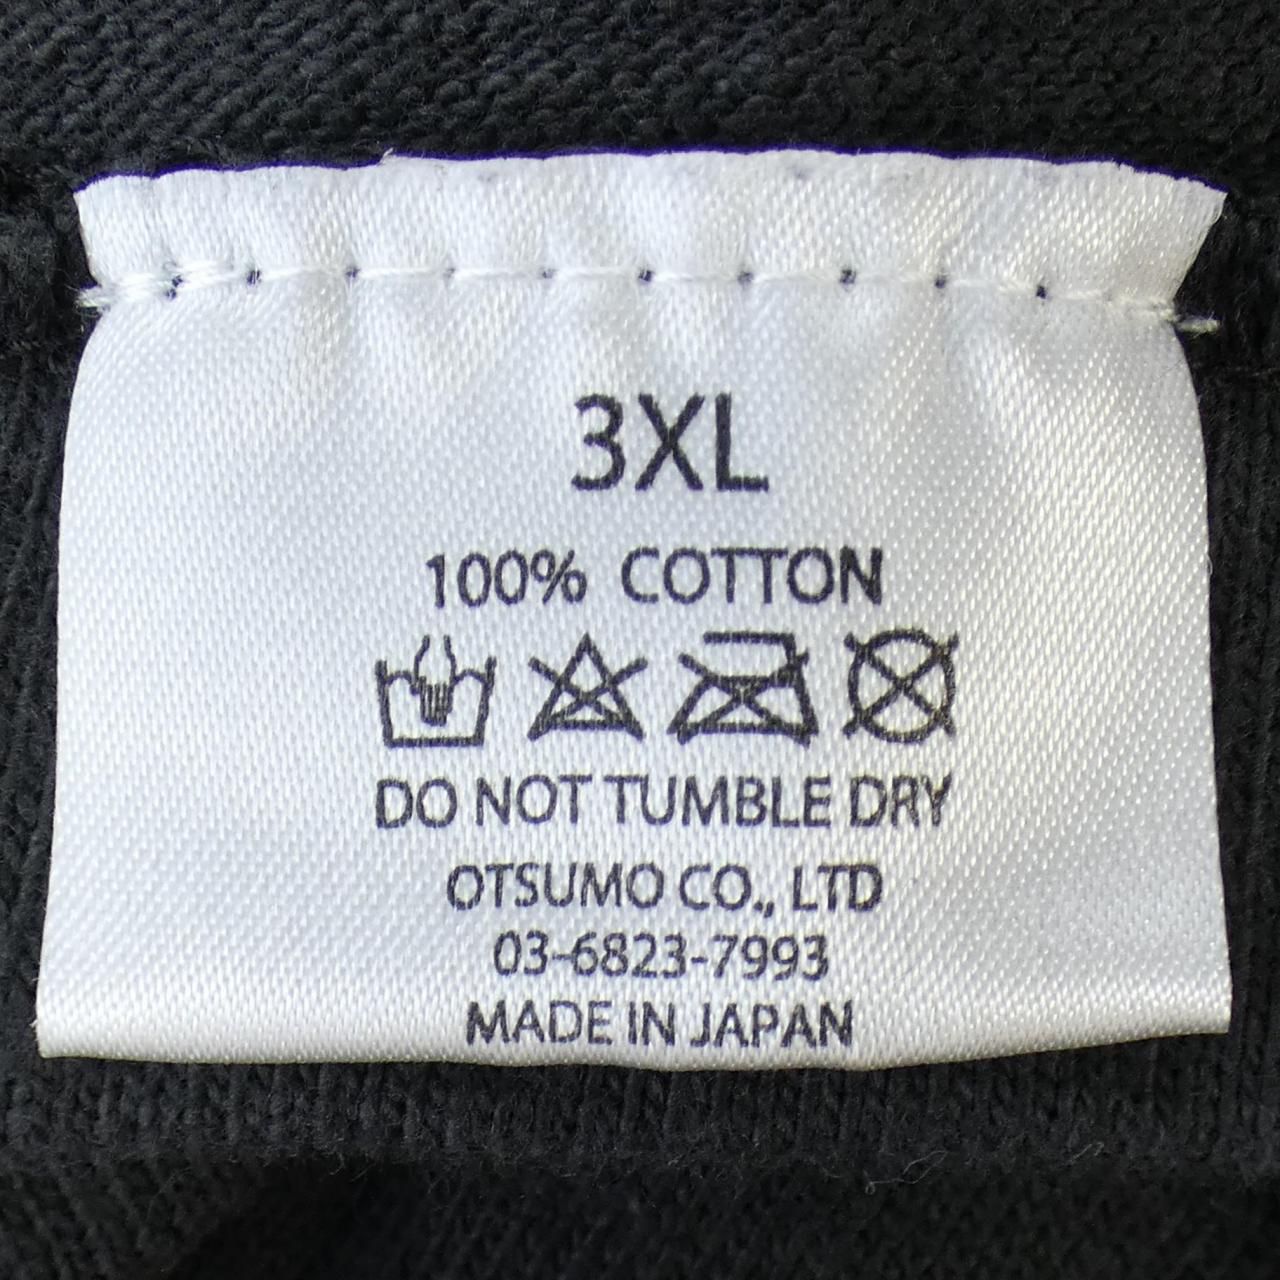 3XL
100% COTTON
DO NOT TUMBLE DRY
OTSUMO CO., LTD
03-6823-7993
MADE IN JAPAN